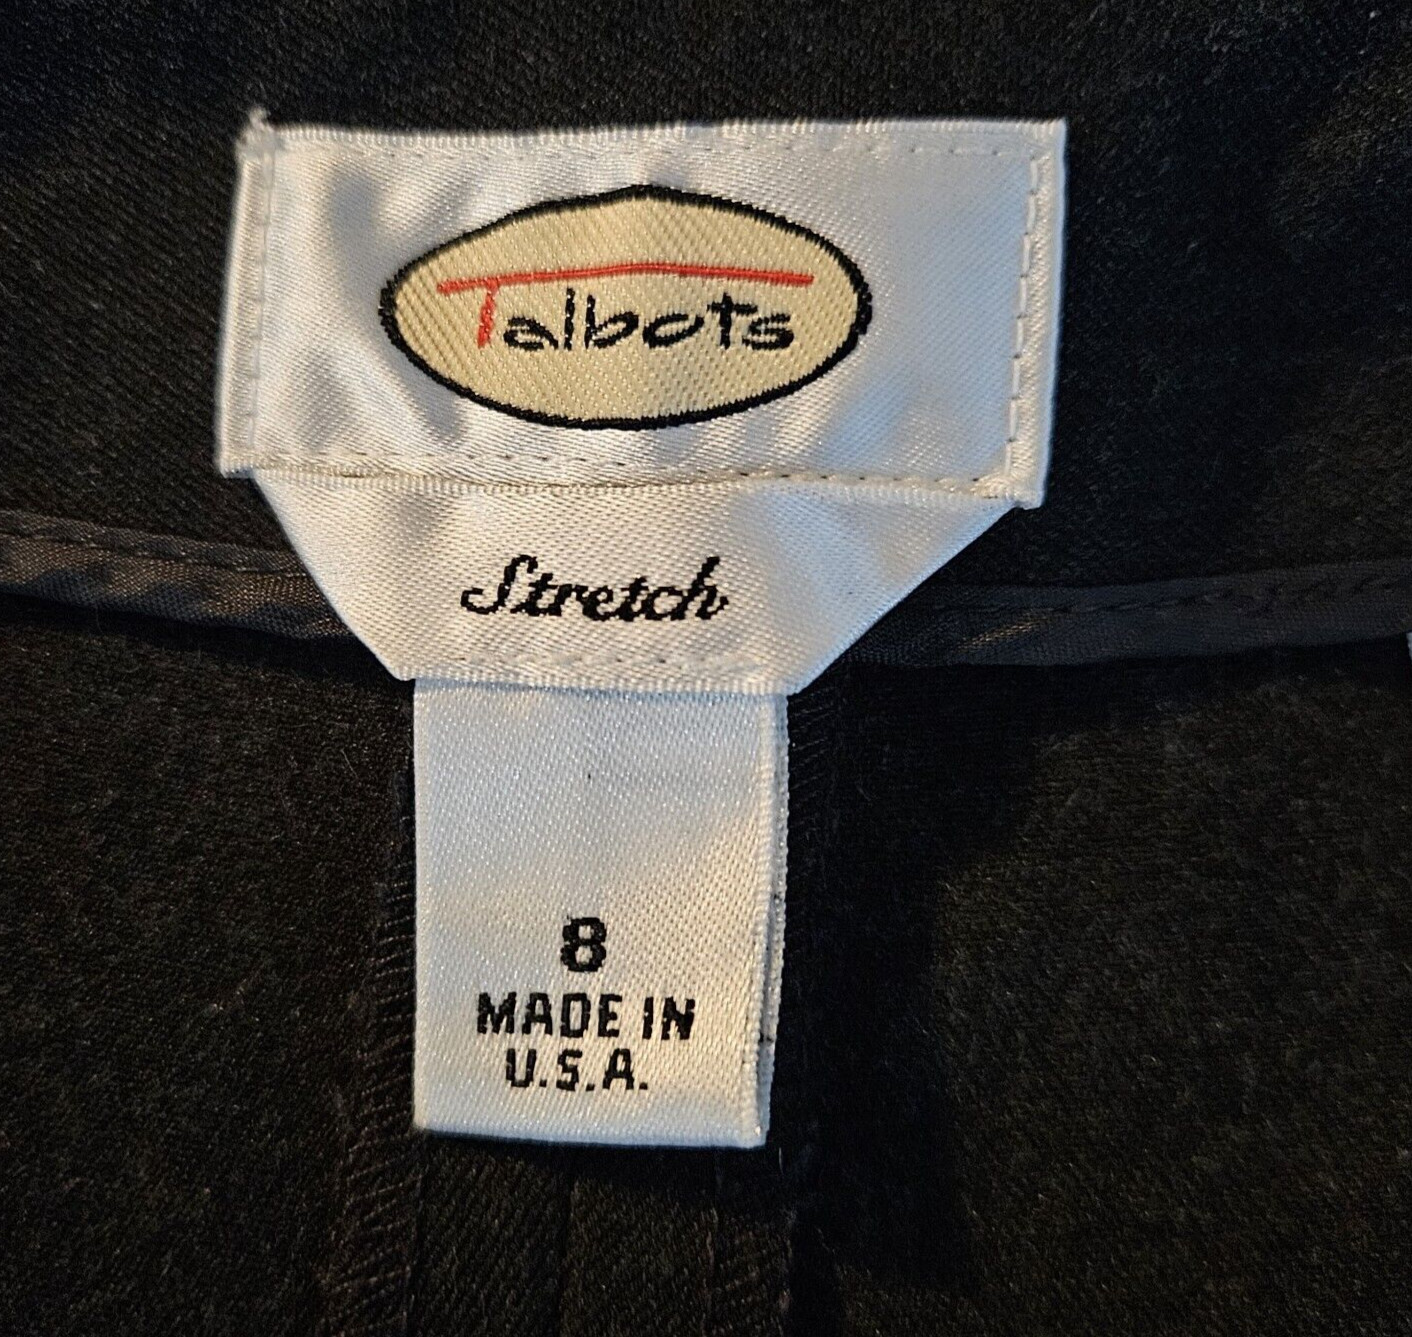 Talbots
Stretch
8
MADE IN
U.S.A.